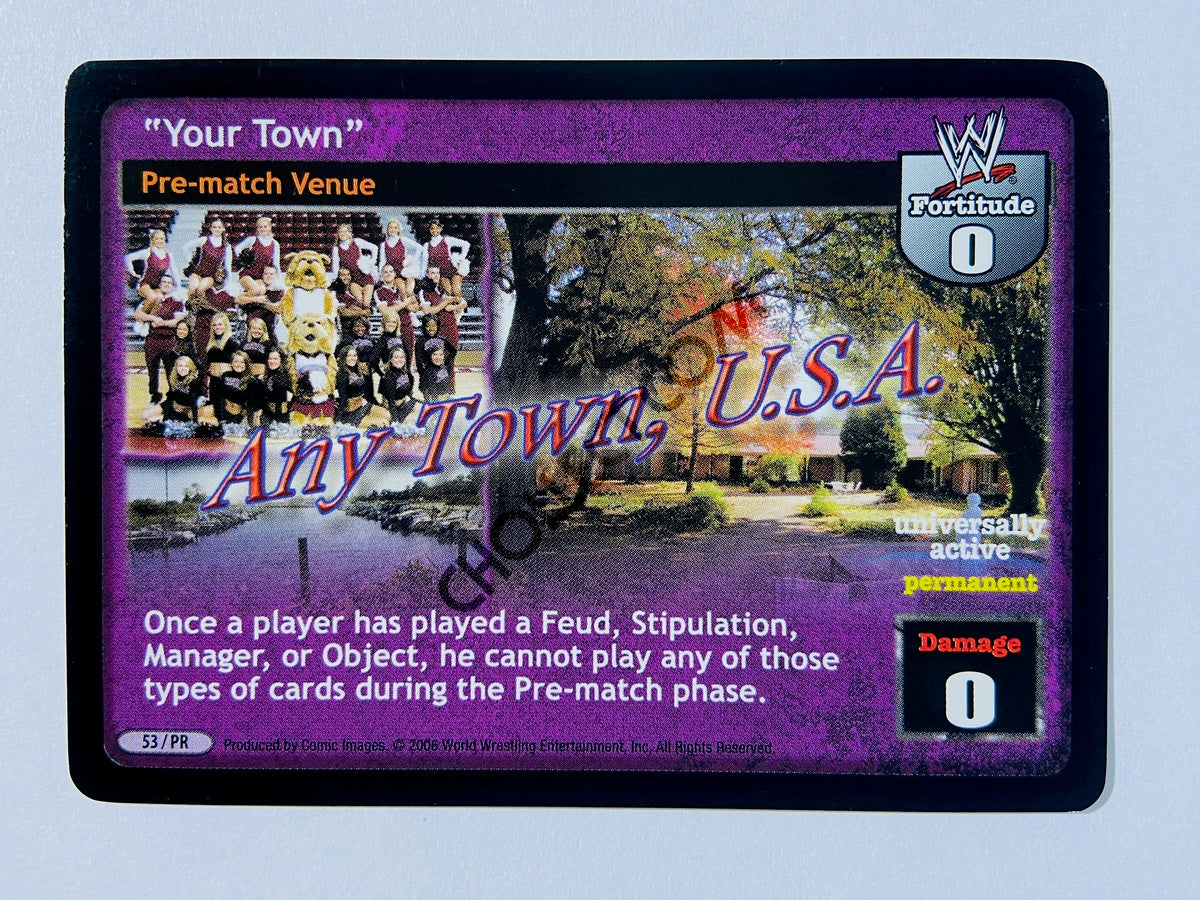 “Your Town”
Pre-match Venue
W
Fortitude
0
Any Town, U.S.A.
universally
active
permanent
Once a player has played a Feud, Stipulation,
Manager, or Object, he cannot play any of those
types of cards during the Pre-match phase.
Damage
0
53 / PR
Produced by Comic Images. © 2006 World Wrestling Entertainment, Inc. All Rights Reserved.